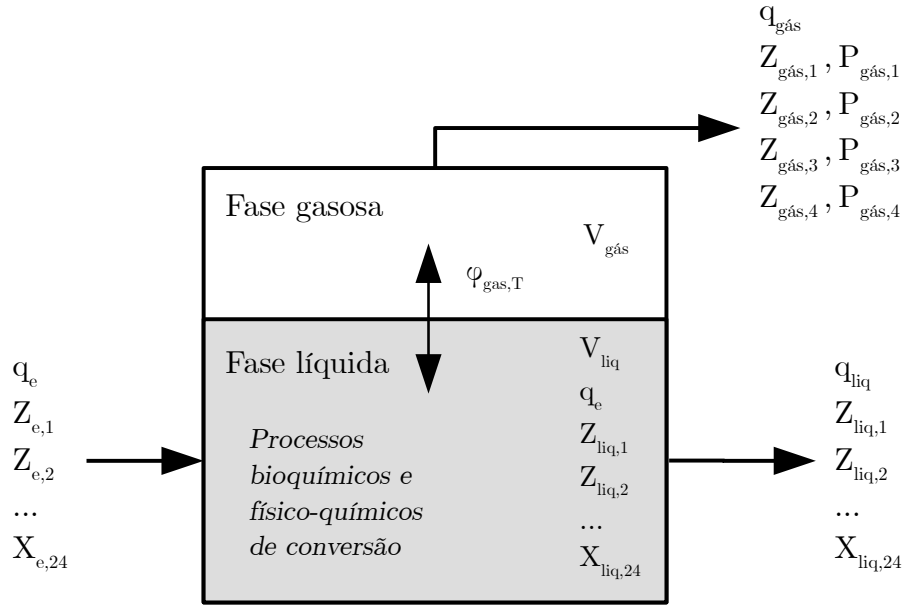 q_gás
Z_gás,1 , P_gás,1
Z_gás,2 , P_gás,2
Z_gás,3 , P_gás,3
Z_gás,4 , P_gás,4
Fase gasosa
V_gás
φ_gas,T
q_e
Z_e,1
Z_e,2
...
X_e,24
Fase líquida
Processos
bioquímicos e
físico-químicos
de conversão
V_liq
q_e
Z_liq,1
Z_liq,2
...
X_liq,24
q_liq
Z_liq,1
Z_liq,2
...
X_liq,24